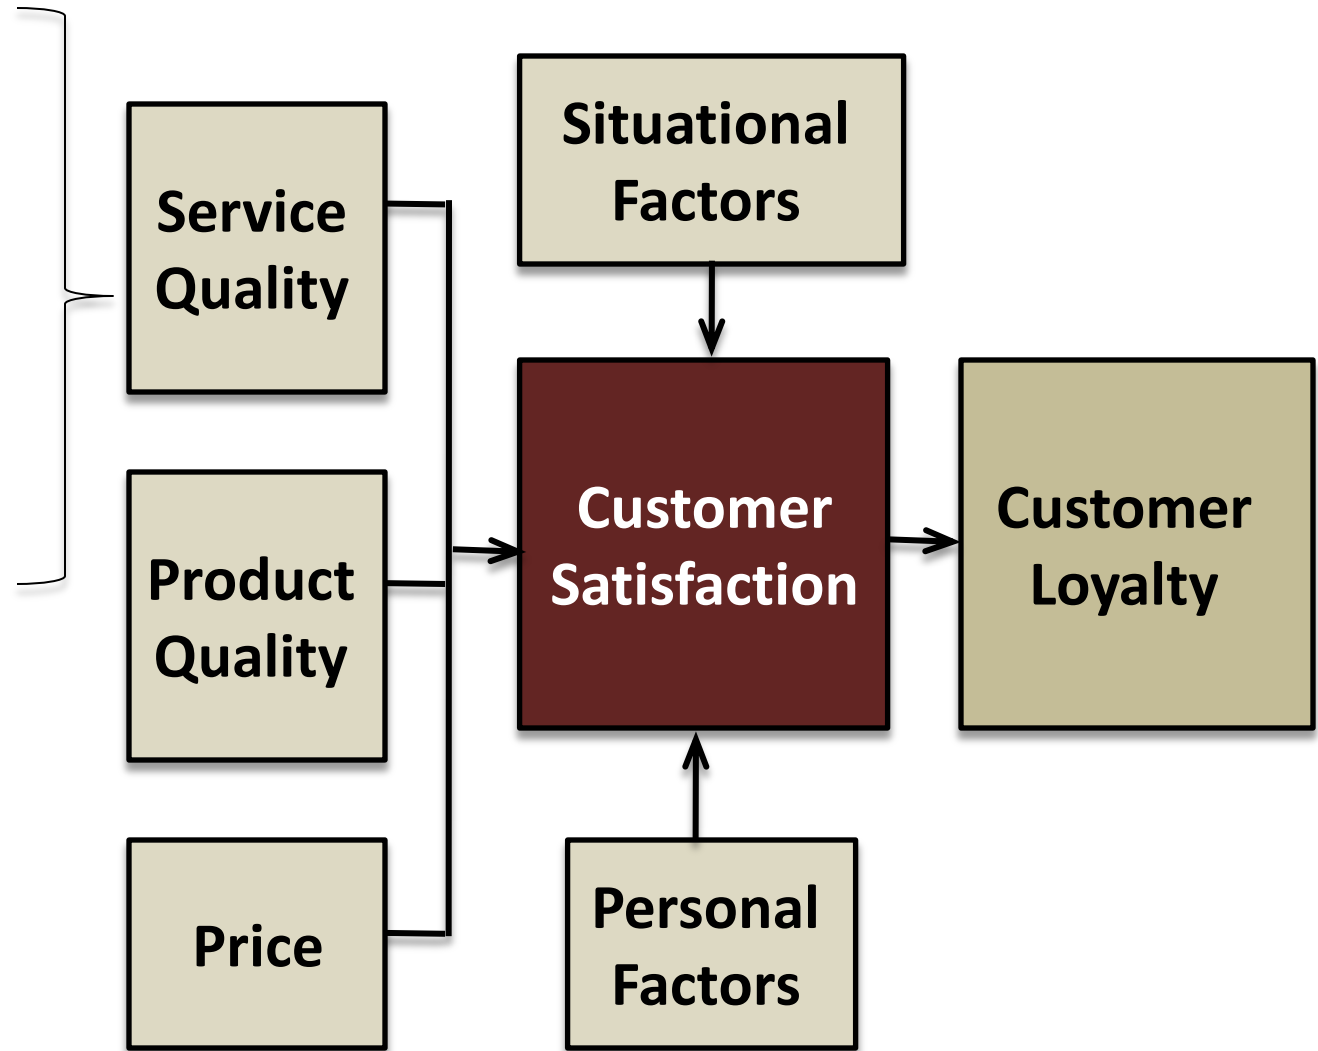 Service
Quality
Product
Quality
Price
Situational
Factors
Customer
Satisfaction
Personal
Factors
Customer
Loyalty